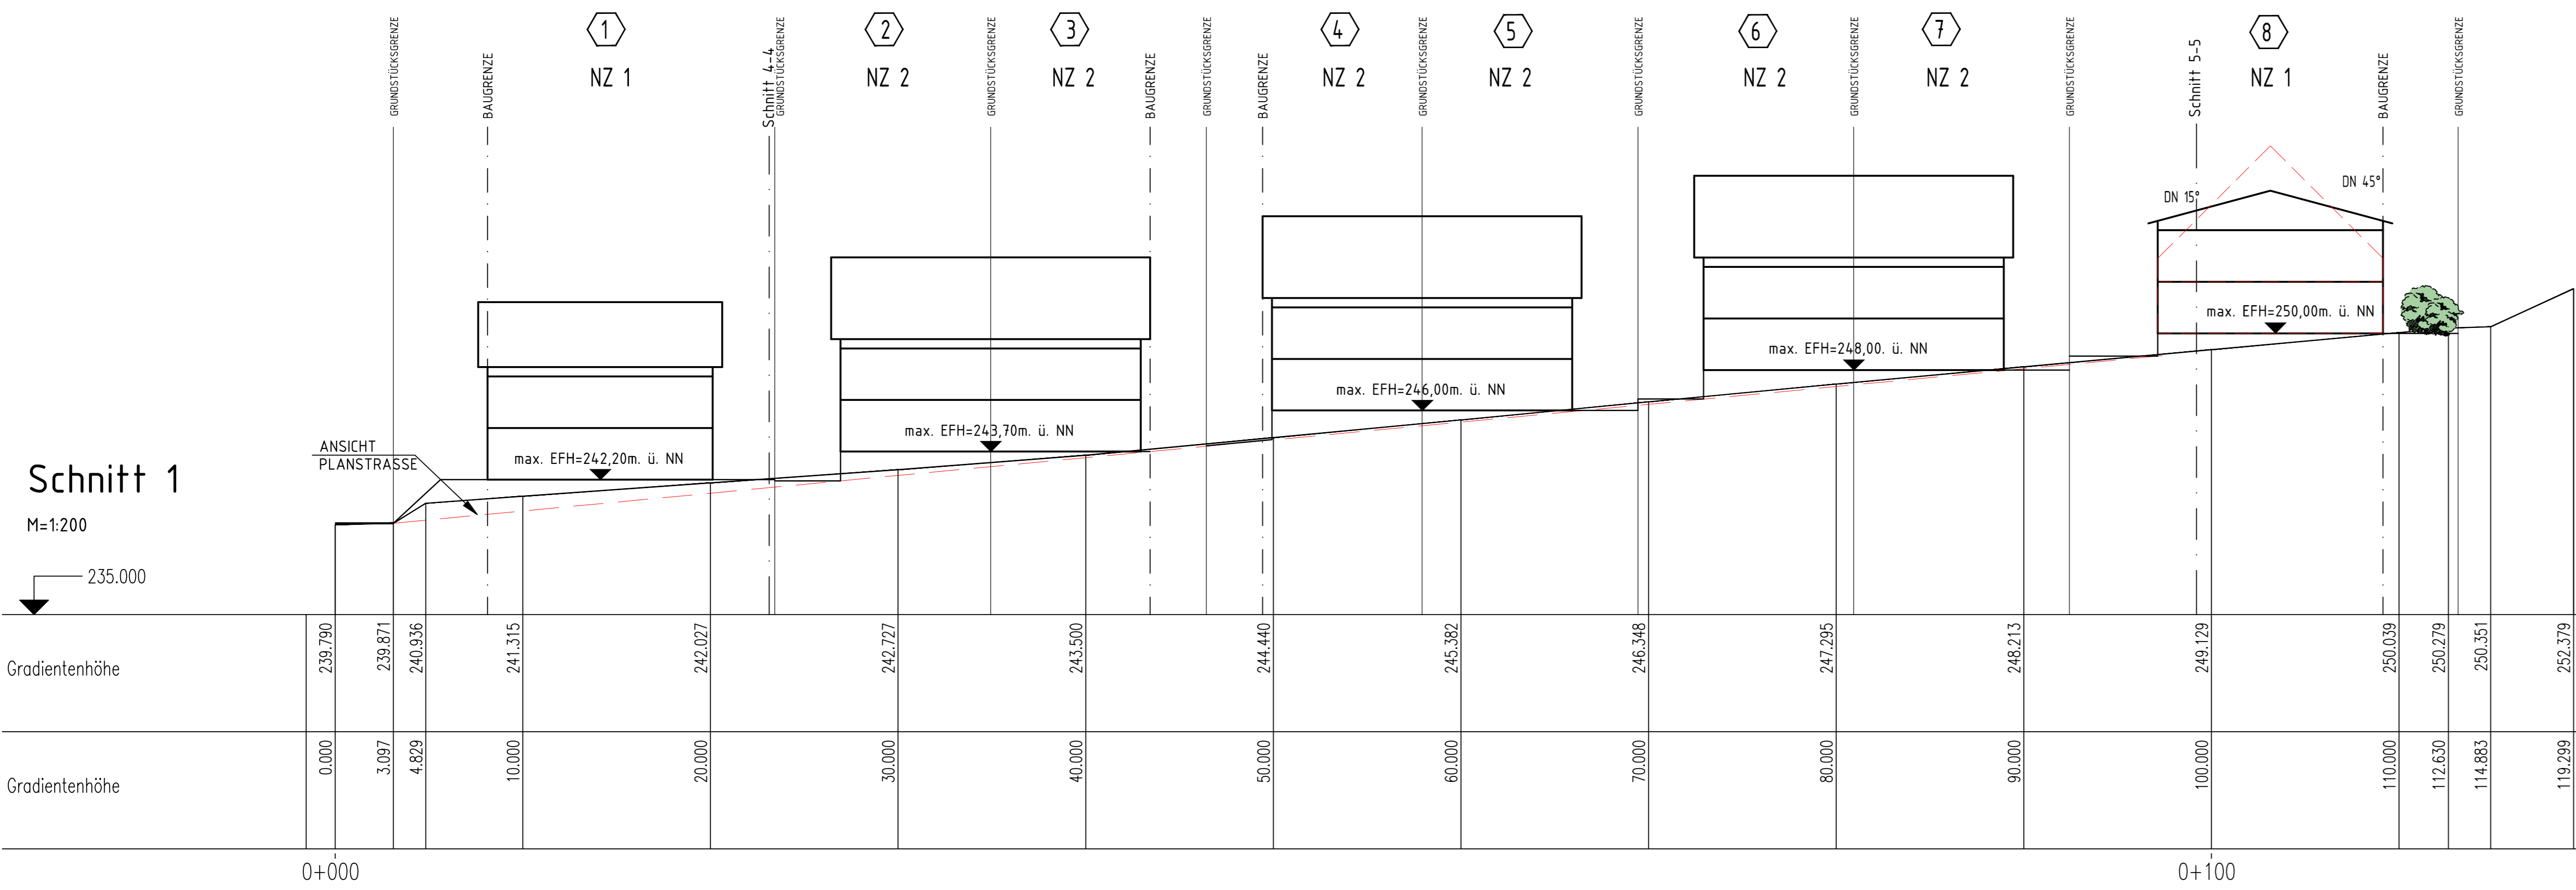 1
2
3
4
5
6
7
8
NZ 1
NZ 2
NZ 2
NZ 2
NZ 2
NZ 2
NZ 2
NZ 1
GRUNDSTÜCKSGRENZE
BAUGRENZE
Schnitt 4-4
GRUNDSTÜCKSGRENZE
GRUNDSTÜCKSGRENZE
BAUGRENZE
GRUNDSTÜCKSGRENZE
BAUGRENZE
GRUNDSTÜCKSGRENZE
GRUNDSTÜCKSGRENZE
GRUNDSTÜCKSGRENZE
GRUNDSTÜCKSGRENZE
Schnitt 5-5
BAUGRENZE
GRUNDSTÜCKSGRENZE
DN 15°
DN 45°
max. EFH=242,20m. ü. NN
max. EFH=243,70m. ü. NN
max. EFH=246,00m. ü. NN
max. EFH=248,00. ü. NN
max. EFH=250,00m. ü. NN
ANSICHT
PLANSTRASSE
Schnitt 1
M=1:200
235.000
Gradientenhöhe
239.790
239.871
240.936
241.315
242.027
242.727
243.500
244.440
245.382
246.348
247.295
248.213
249.129
250.039
250.279
250.351
252.379
Gradientenhöhe
0.000
3.097
4.829
10.000
20.000
30.000
40.000
50.000
60.000
70.000
80.000
90.000
100.000
110.000
112.630
114.883
119.299
0+000
0+100